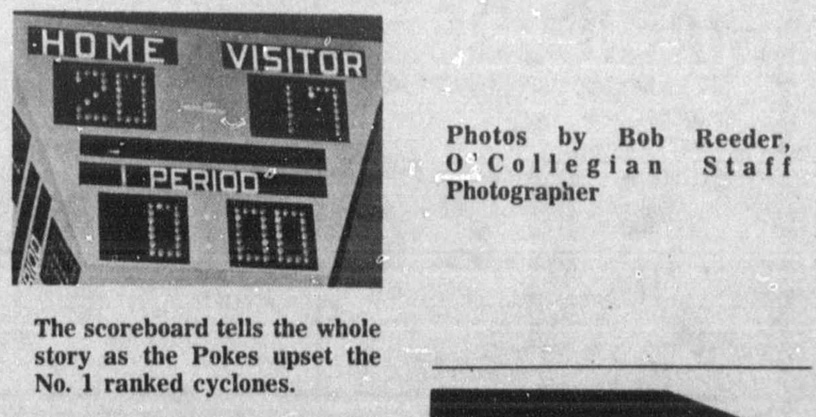 HOME VISITOR
20 17
1 PERIOD
0 00
The scoreboard tells the whole
story as the Pokes upset the
No. 1 ranked cyclones.
Photos by Bob Reeder,
O'Collegian Staff
Photographer